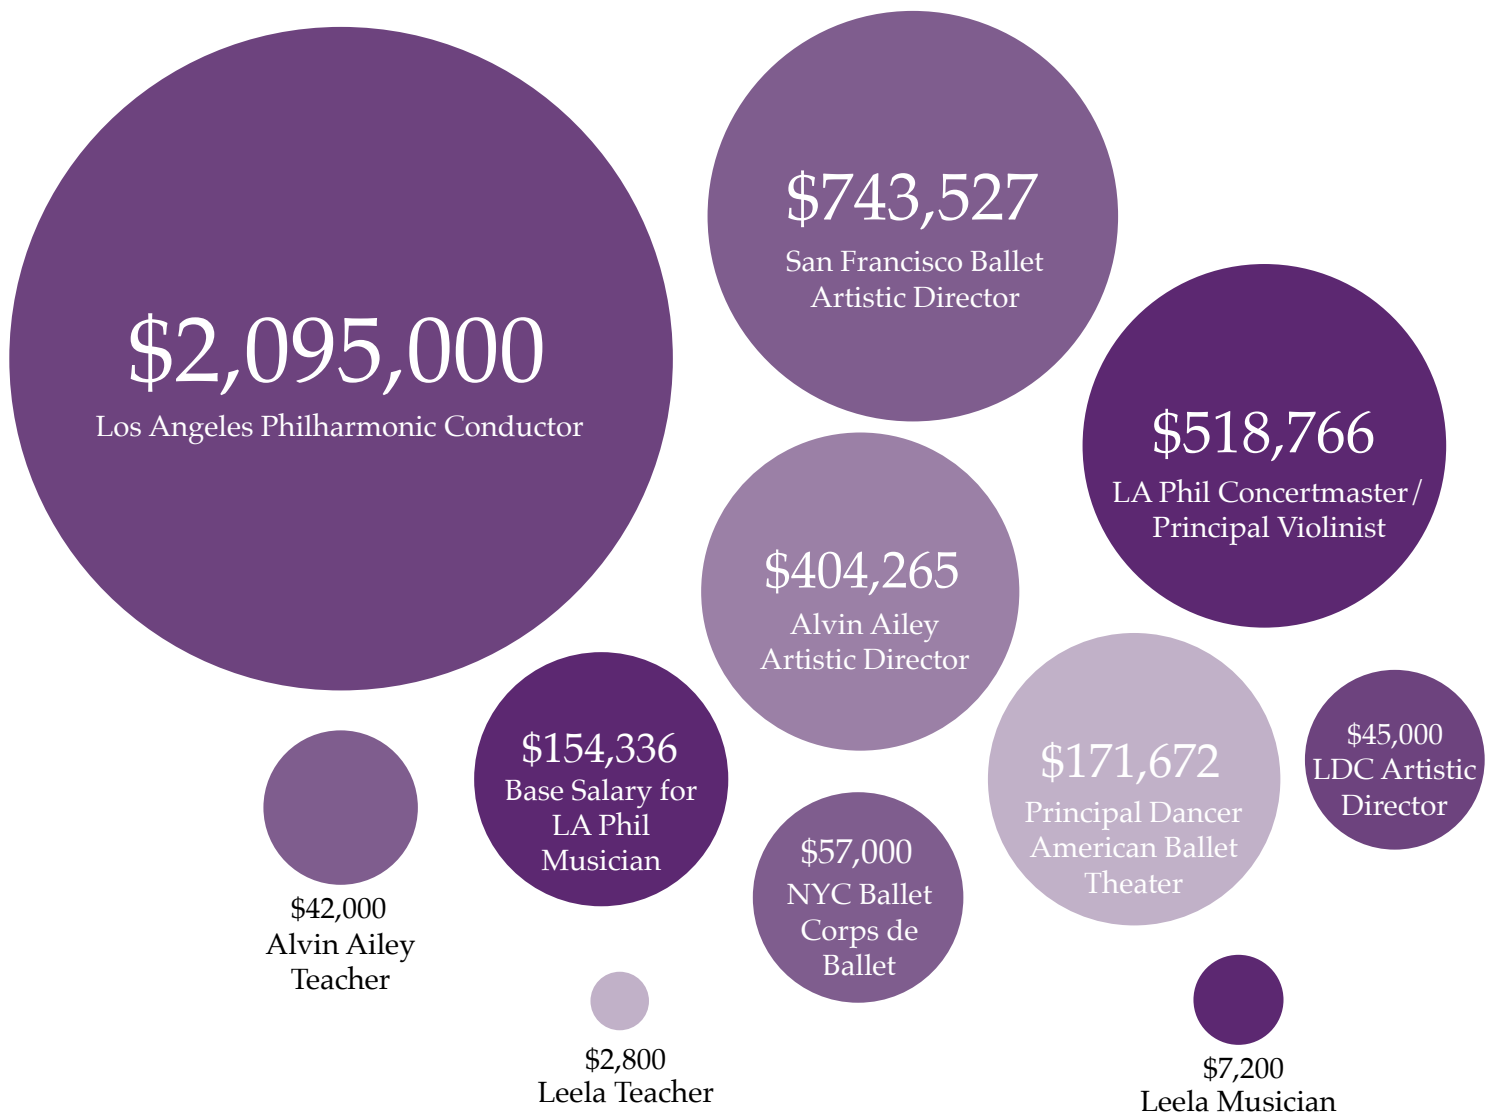 $2,095,000
Los Angeles Philharmonic Conductor
$743,527
San Francisco Ballet
Artistic Director
$518,766
LA Phil Concertmaster/
Principal Violinist
$404,265
Alvin Ailey
Artistic Director
$154,336
Base Salary for
LA Phil
Musician
$171,672
Principal Dancer
American Ballet
Theater
$45,000
LDC Artistic
Director
$57,000
NYC Ballet
Corps de
Ballet
$42,000
Alvin Ailey
Teacher
$2,800
Leela Teacher
$7,200
Leela Musician